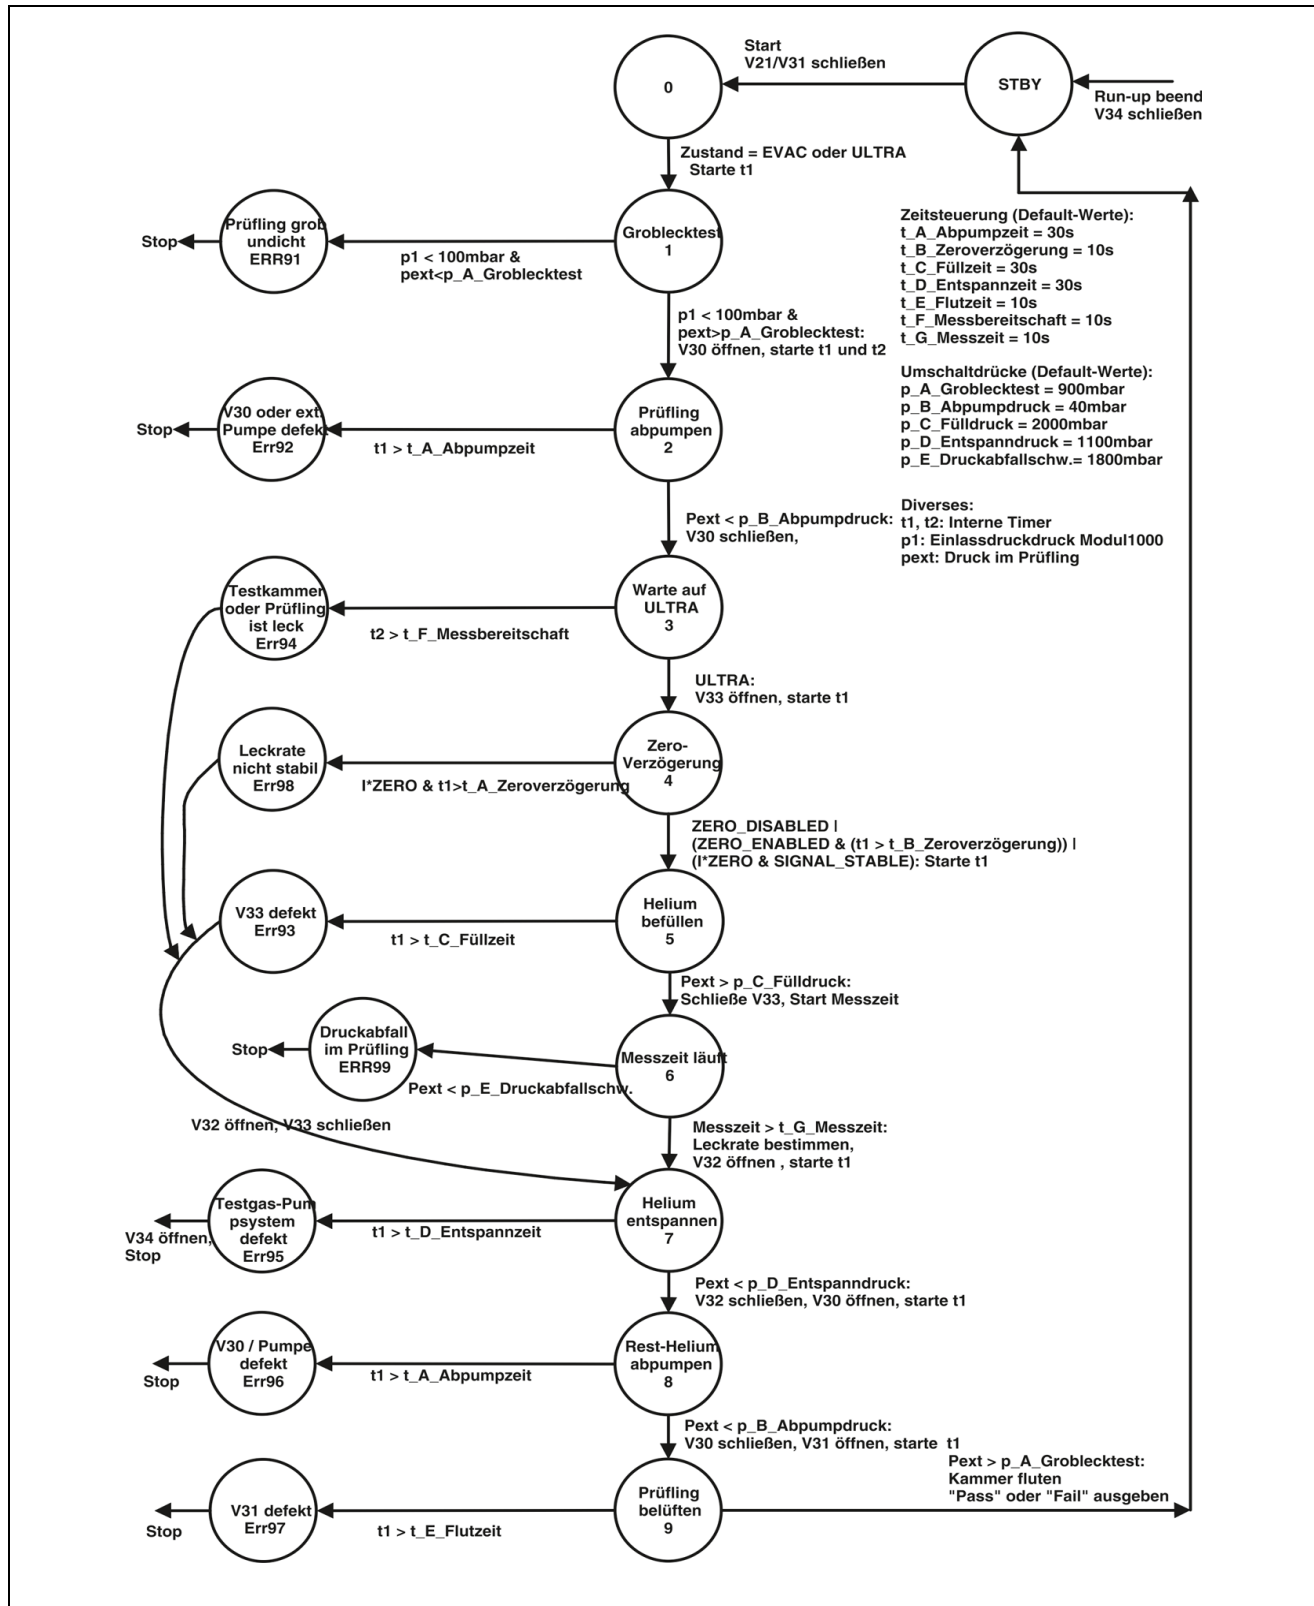 Start
V21/V31 schließen
0
STBY
Run-up beend
V34 schließen
Zustand = EVAC oder ULTRA
Starte t1
Zeitsteuerung (Default-Werte):
t_A_Abpumpzeit = 30s
t_B_Zeroverzögerung = 10s
t_C_Füllzeit = 30s
t_D_Entspannzeit = 30s
t_E_Flutzeit = 10s
t_F_Messbereitschaft = 10s
t_G_Messzeit = 10s
Umschaltdrücke (Default-Werte):
p_A_Groblecktest = 900mbar
p_B_Abpumpdruck = 40mbar
p_C_Fülldruck = 2000mbar
p_D_Entspanndruck = 1100mbar
p_E_Druckabfallschw.= 1800mbar
Diverses:
t1, t2: Interne Timer
p1: Einlassdruckdruck Modul1000
pext: Druck im Prüfling
Stop
Prüfling grob
undicht
ERR91
p1 < 100mbar &
pext<p_A_Groblecktest
Groblecktest
1
p1 < 100mbar &
pext>p_A_Groblecktest:
V30 öffnen, starte t1 und t2
Stop
V30 oder ext.
Pumpe defekt
Err92
t1 > t_A_Abpumpzeit
Prüfling
abpumpen
2
Pext < p_B_Abpumpdruck:
V30 schließen,
Testkammer
oder Prüfling
ist leck
Err94
t2 > t_F_Messbereitschaft
Warte auf
ULTRA
3
ULTRA:
V33 öffnen, starte t1
Leckrate
nicht stabil
Err98
I*ZERO & t1>t_A_Zeroverzögerung
Zero-
Verzögerung
4
ZERO_DISABLED |
(ZERO_ENABLED & (t1 > t_B_Zeroverzögerung)) |
(I*ZERO & SIGNAL_STABLE): Starte t1
V33 defekt
Err93
t1 > t_C_Füllzeit
Helium
befüllen
5
Pext > p_C_Fülldruck:
Schließe V33, Start Messzeit
Stop
Druckabfall
im Prüfling
ERR99
Pext < p_E_Druckabfallschw.
Messzeit läuft
6
V32 öffnen, V33 schließen
Messzeit > t_G_Messzeit:
Leckrate bestimmen,
V32 öffnen , starte t1
V34 öffnen,
Stop
Testgas-Pum
psystem
defekt
Err95
t1 > t_D_Entspannzeit
Helium
entspannen
7
Pext < p_D_Entspanndruck:
V32 schließen, V30 öffnen, starte t1
Stop
V30 / Pumpe
defekt
Err96
t1 > t_A_Abpumpzeit
Rest-Helium
abpumpen
8
Pext < p_B_Abpumpdruck:
V30 schließen, V31 öffnen, starte t1
Stop
V31 defekt
Err97
t1 > t_E_Flutzeit
Prüfling
belüften
9
Pext > p_A_Groblecktest:
Kammer fluten
"Pass" oder "Fail" ausgeben